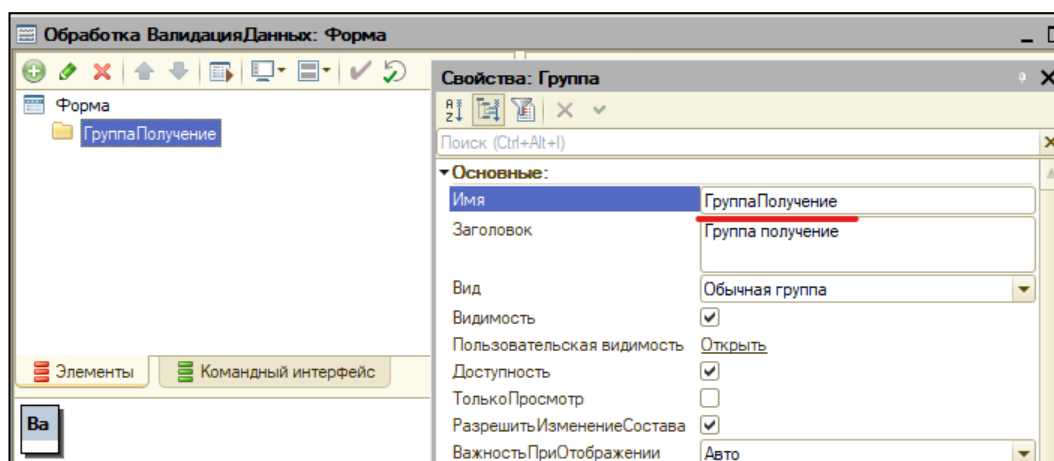 Обработка ВалидацияДанных: Форма
Форма
ГруппаПолучение
Элементы
Командный интерфейс
Ва
Свойства: Группа
Поиск (Ctrl+Alt+I)
Основные:
Имя ГруппаПолучение
Заголовок Группа получение
Вид Обычная группа
Видимость
Пользовательская видимость Открыть
Доступность
ТолькоПросмотр
РазрешитьИзменениеСостава
ВажностьПриОтображении Авто